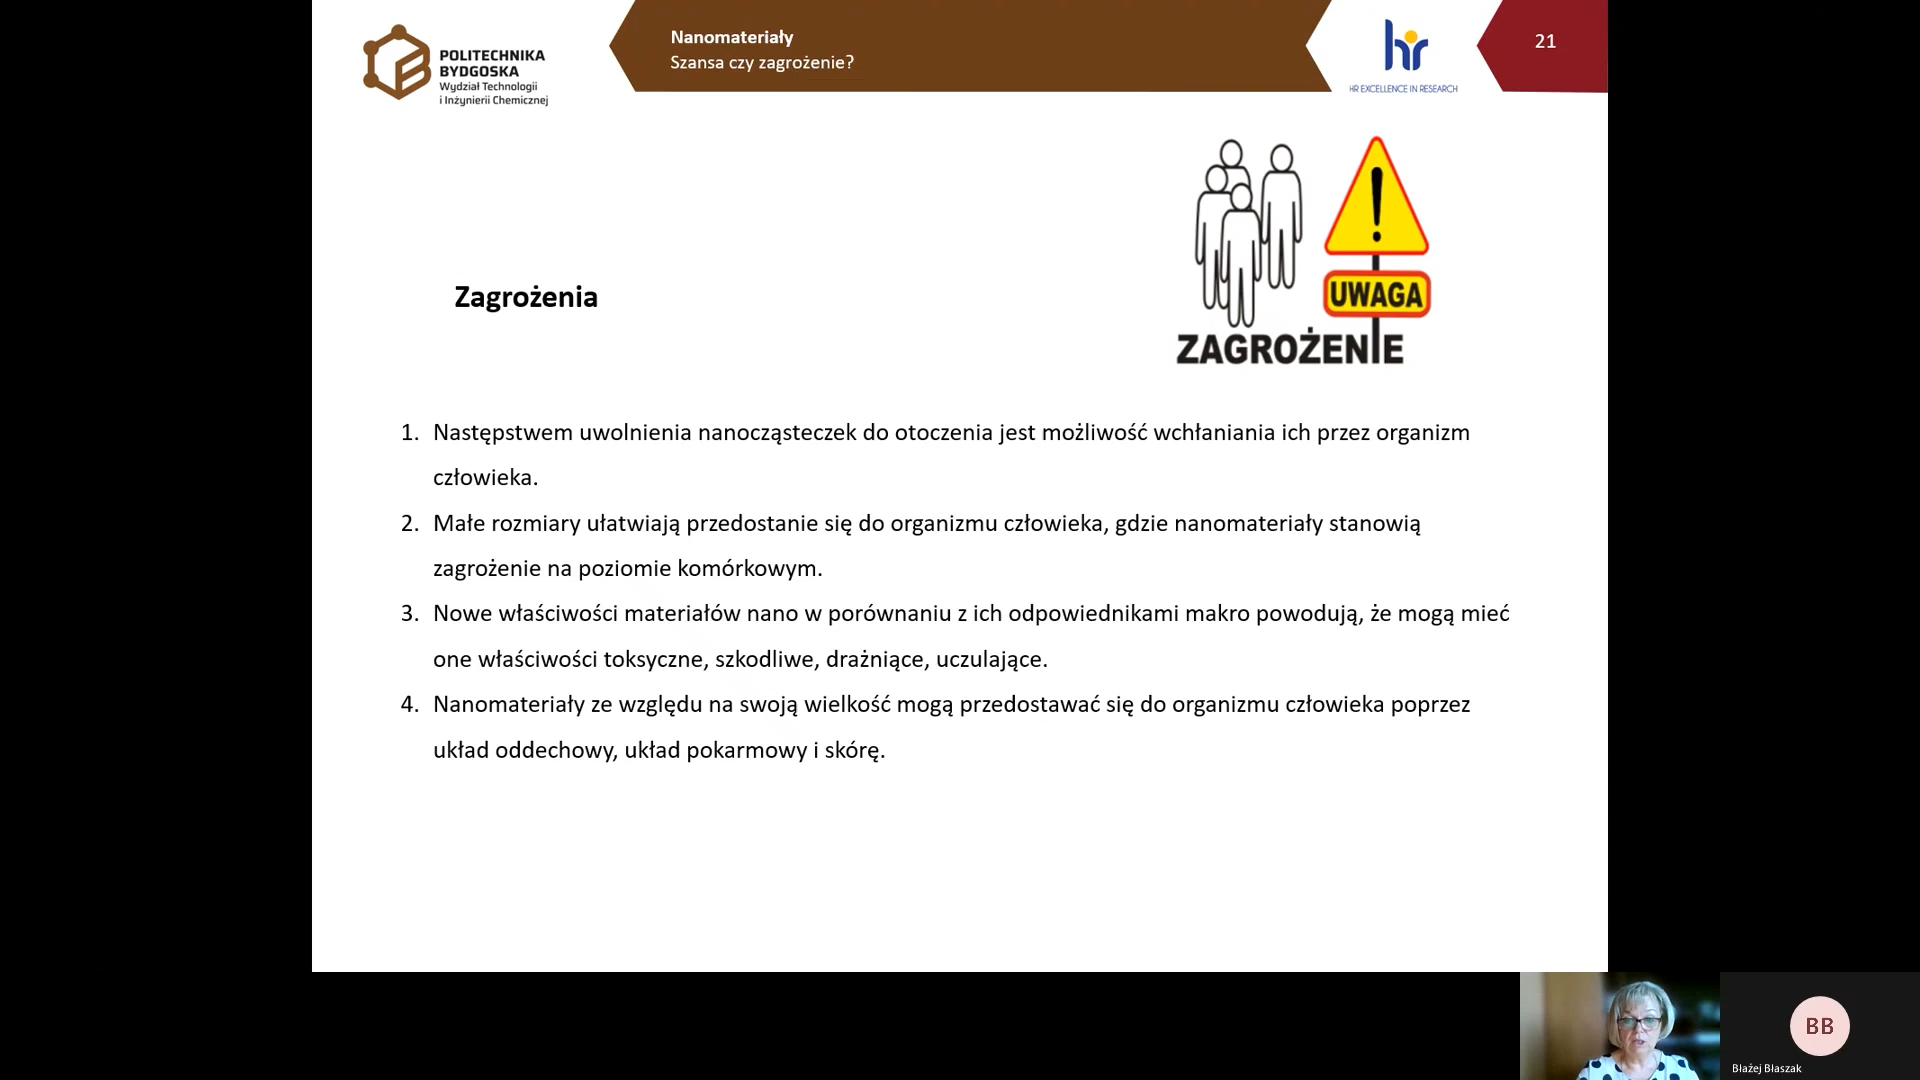 POLITECHNIKA
BYDGOSKA
Wydział Technologii
i Inżynierii Chemicznej
Nanomateriały
Szansa czy zagrożenie?
hr
HR EXCELLENCE IN RESEARCH
21
UWAGA
ZAGROŻENIE
Zagrożenia
1. Następstwem uwolnienia nanocząsteczek do otoczenia jest możliwość wchłaniania ich przez organizm
człowieka.
2. Małe rozmiary ułatwiają przedostanie się do organizmu człowieka, gdzie nanomateriały stanowią
zagrożenie na poziomie komórkowym.
3. Nowe właściwości materiałów nano w porównaniu z ich odpowiednikami makro powodują, że mogą mieć
one właściwości toksyczne, szkodliwe, drażniące, uczulające.
4. Nanomateriały ze względu na swoją wielkość mogą przedostawać się do organizmu człowieka poprzez
układ oddechowy, układ pokarmowy i skórę.
BB
Błażej Błaszak